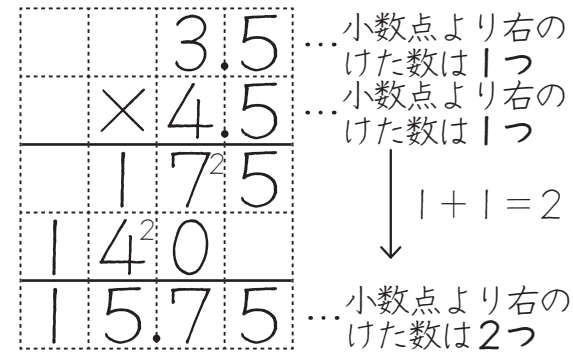 3.5 …小数点より右の
けた数は1つ
×4.5 …小数点より右の
けた数は1つ
17²5
1+1=2
14²0
15.75 …小数点より右の
けた数は2つ